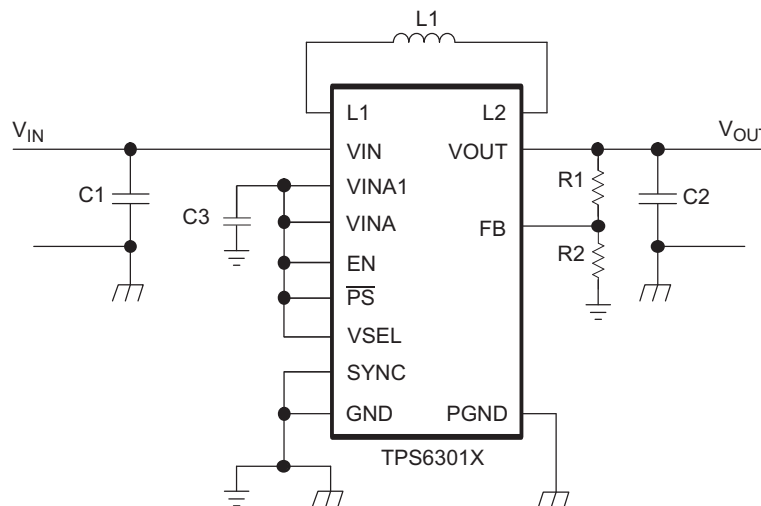 L1
L1
L2
V_IN
V_OUT
VIN
VOUT
C1
VINA1
R1
C2
C3
VINA
FB
EN
R2
P̅S̅
VSEL
SYNC
GND
PGND
TPS6301X